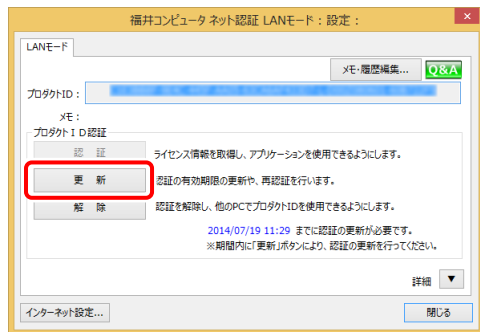 福井コンピュータ ネット認証 LANモード：設定：
LANモード
メモ・履歴編集...
Q&A
プロダクトID：
メモ：
プロダクトＩＤ認証
認　証
ライセンス情報を取得し、アプリケーションを使用できるようにします。
更　新
認証の有効期限の更新や、再認証を行います。
解　除
認証を解除し、他のPCでプロダクトIDを使用できるようにします。
2014/07/19 11:29 までに認証の更新が必要です。
※期間内に「更新」ボタンにより、認証の更新を行ってください。
詳細 ▼
インターネット設定...
閉じる